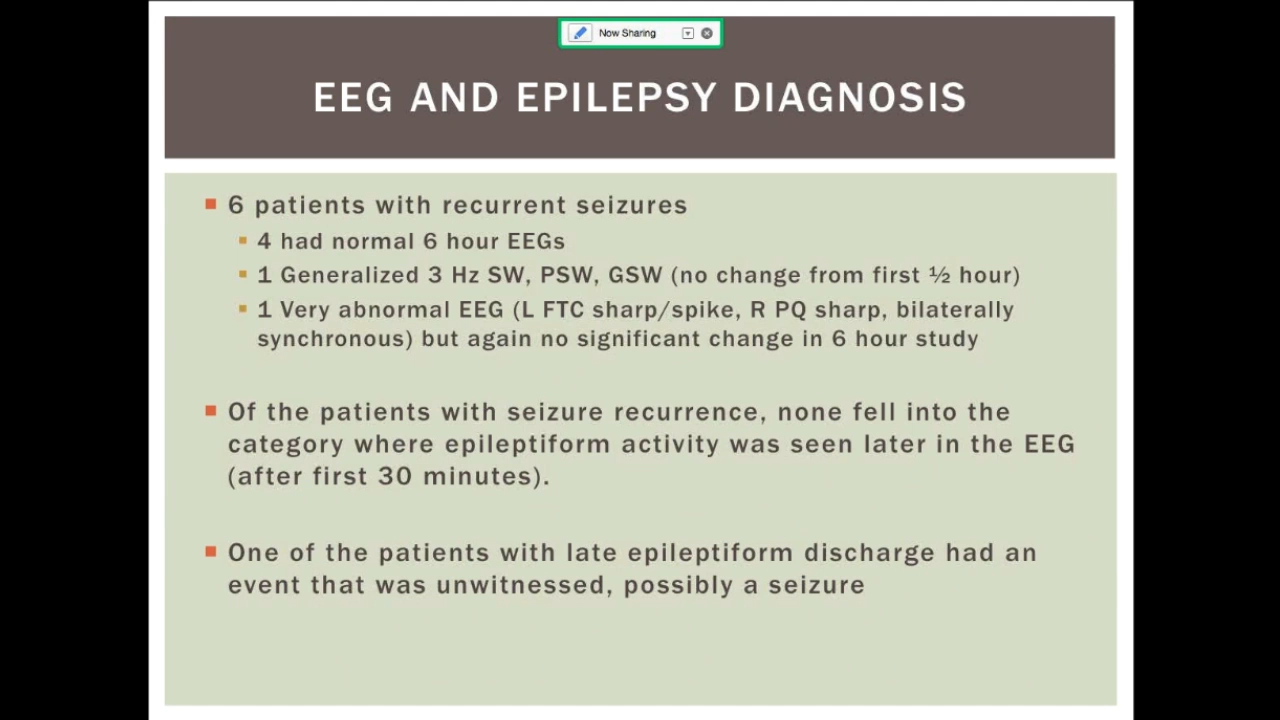 Now Sharing
EEG AND EPILEPSY DIAGNOSIS
6 patients with recurrent seizures
4 had normal 6 hour EEGs
1 Generalized 3 Hz SW, PSW, GSW (no change from first ½ hour)
1 Very abnormal EEG (L FTC sharp/spike, R PQ sharp, bilaterally
synchronous) but again no significant change in 6 hour study
Of the patients with seizure recurrence, none fell into the
category where epileptiform activity was seen later in the EEG
(after first 30 minutes).
One of the patients with late epileptiform discharge had an
event that was unwitnessed, possibly a seizure